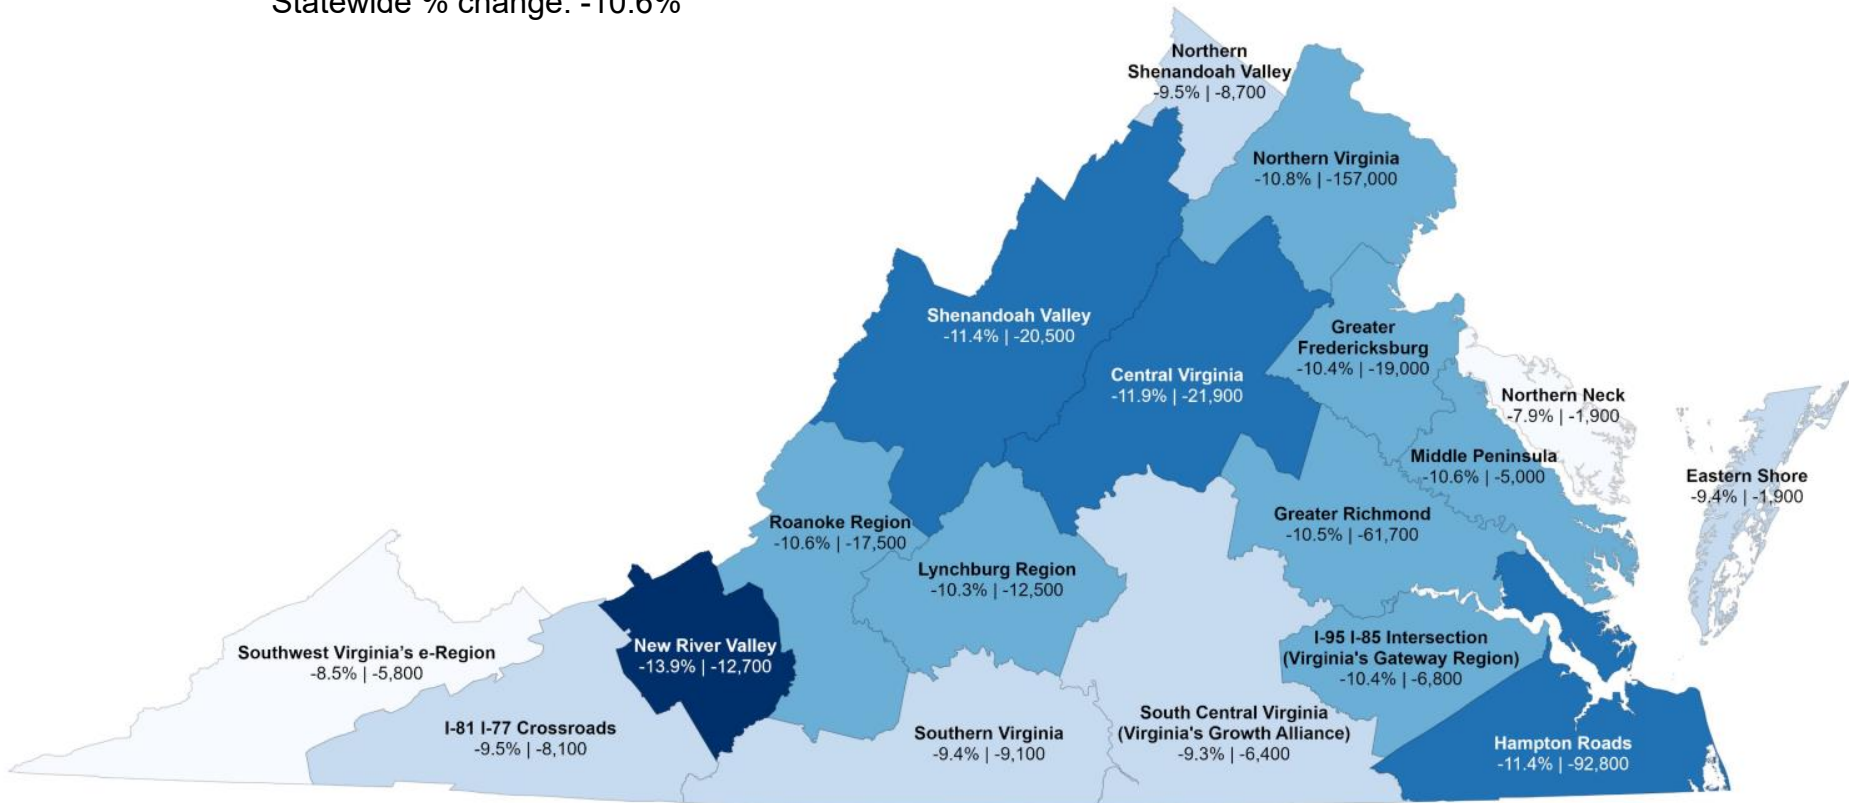 Statewide % change: -10.6%
Northern
Shenandoah Valley
-9.5% | -8,700
Northern Virginia
-10.8% | -157,000
Shenandoah Valley
-11.4% | -20,500
Greater
Fredericksburg
-10.4% | -19,000
Central Virginia
-11.9% | -21,900
Northern Neck
-7.9% | -1,900
Middle Peninsula
-10.6% | -5,000
Eastern Shore
-9.4% | -1,900
Roanoke Region
-10.6% | -17,500
Greater Richmond
-10.5% | -61,700
Lynchburg Region
-10.3% | -12,500
Southwest Virginia’s e-Region
-8.5% | -5,800
New River Valley
-13.9% | -12,700
I-95 I-85 Intersection
(Virginia's Gateway Region)
-10.4% | -6,800
I-81 I-77 Crossroads
-9.5% | -8,100
Southern Virginia
-9.4% | -9,100
South Central Virginia
(Virginia's Growth Alliance)
-9.3% | -6,400
Hampton Roads
-11.4% | -92,800